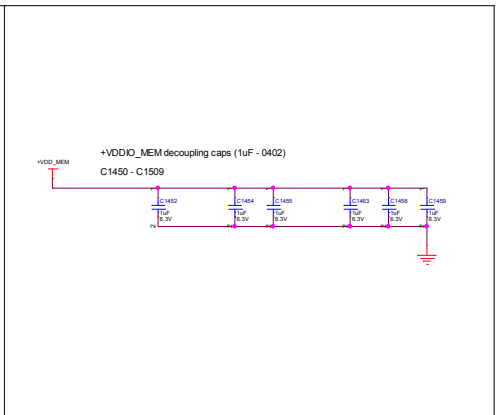 +VDDIO_MEM decoupling caps (1uF - 0402)
+VDD_MEM
C1450 - C1509
C1452
1uF
6.3V
2
C1454
1uF
6.3V
C1455
1uF
6.3V
C1463
1uF
6.3V
C1458
1uF
6.3V
C1459
1uF
6.3V